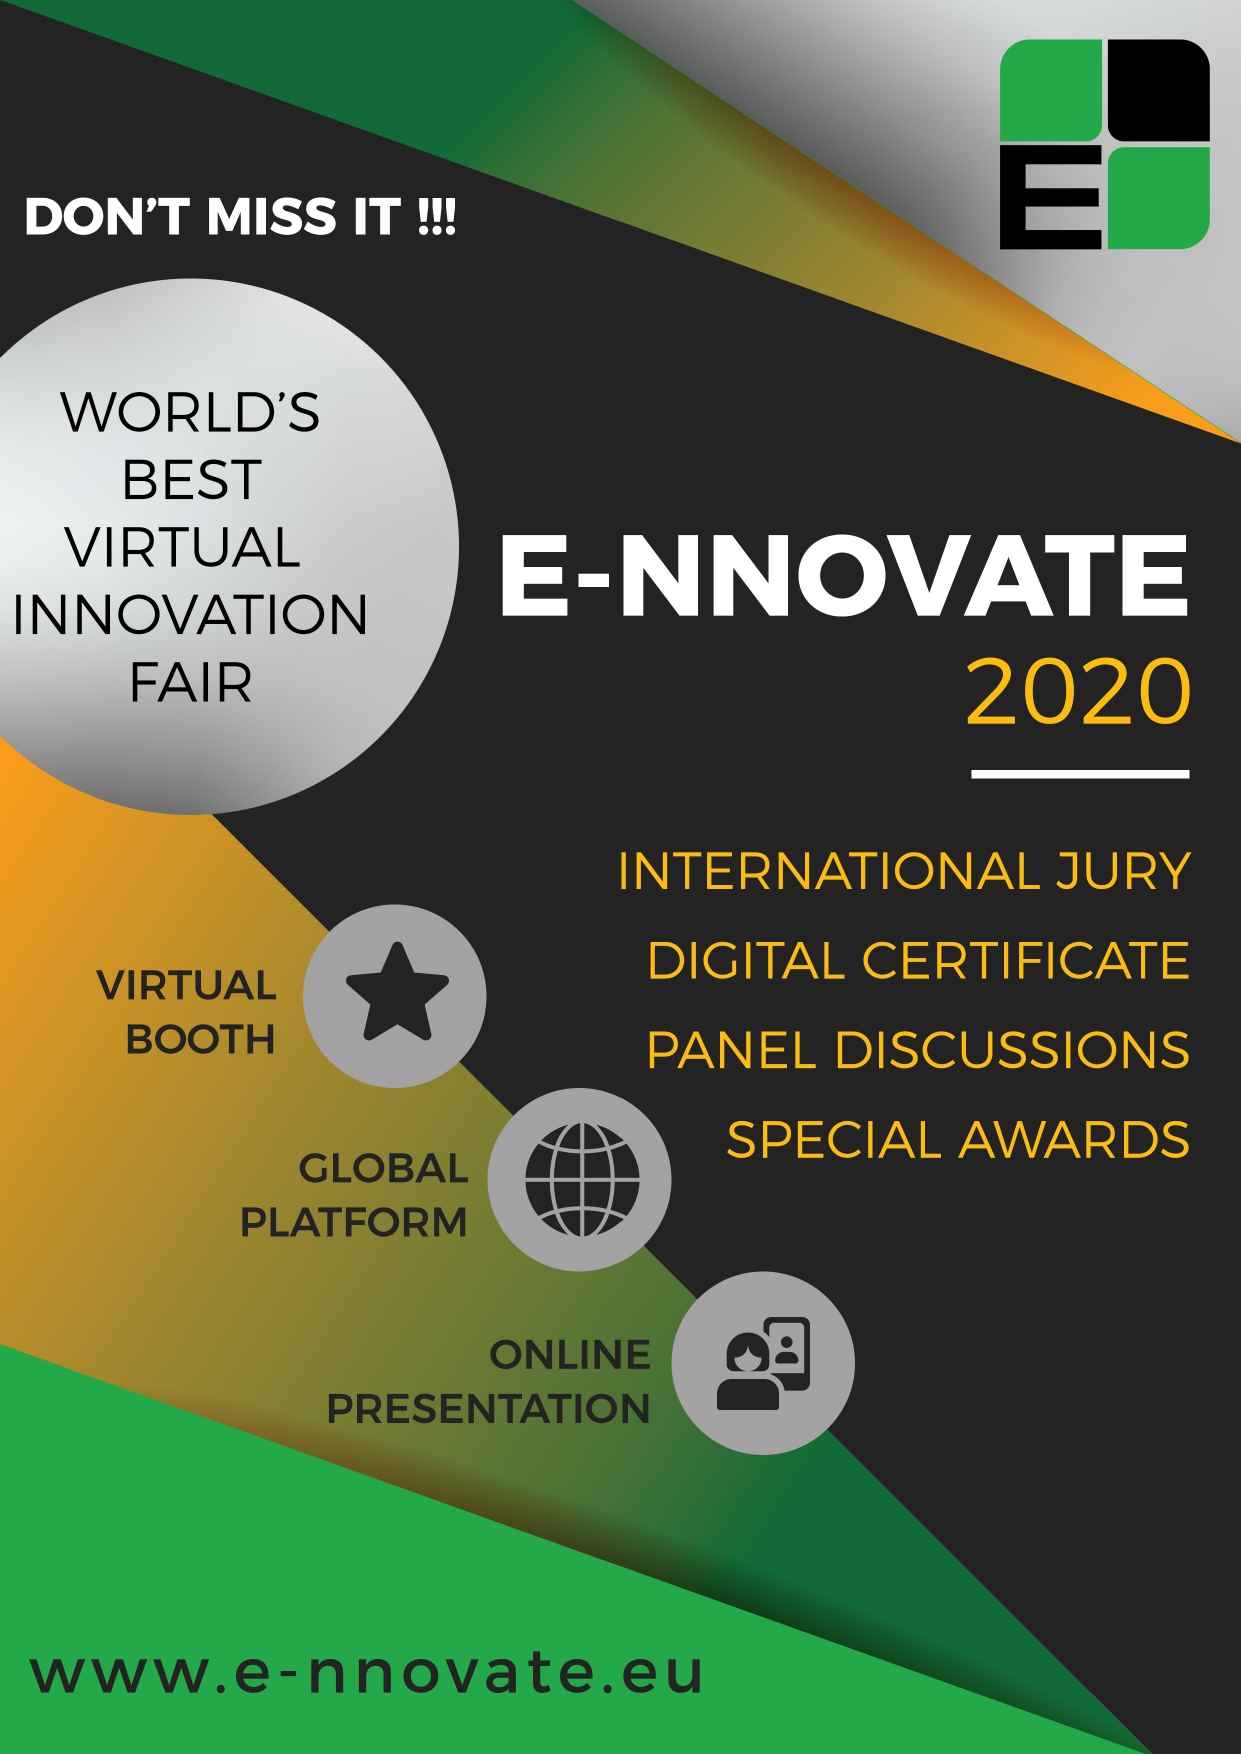 E
DON'T MISS IT !!!
WORLD'S
BEST
VIRTUAL
INNOVATION
FAIR
E-NNOVATE
2020
INTERNATIONAL JURY
DIGITAL CERTIFICATE
PANEL DISCUSSIONS
SPECIAL AWARDS
VIRTUAL
BOOTH
GLOBAL
PLATFORM
ONLINE
PRESENTATION
www.e-nnovate.eu